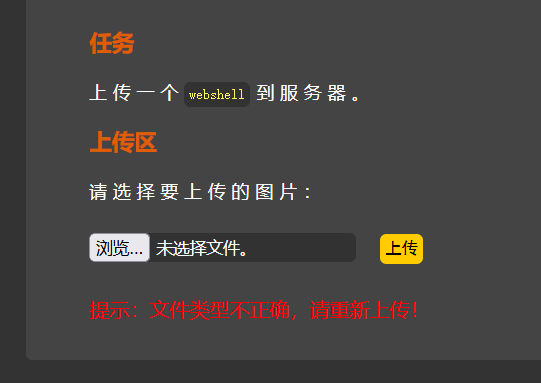 任务
上传一个 webshell 到服务器。
上传区
请选择要上传的图片：
浏览... 未选择文件。 上传
提示：文件类型不正确，请重新上传！